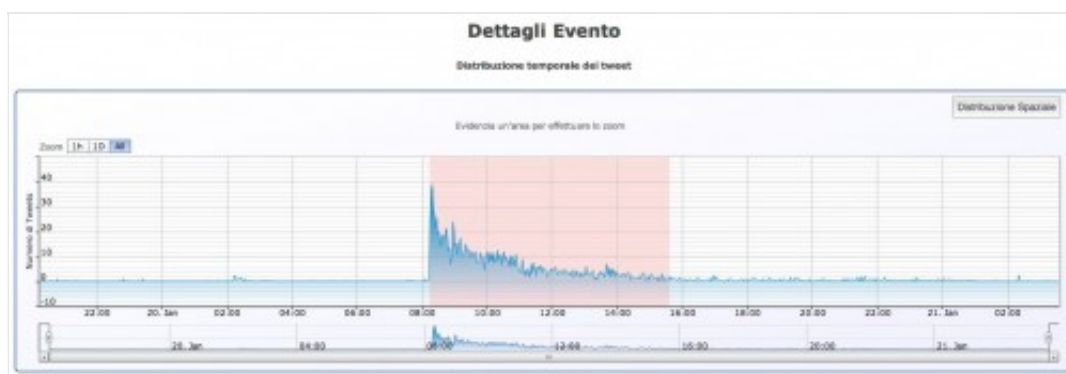 Dettagli Evento
Distribuzione temporale dei tweet
Distribuzione Spaziale
Evidenzia un'area per effettuare lo zoom
Zoom 1h 1D All
Numero di Tweets
40
30
20
10
0
-10
22:00 20. Jan 02:00 04:00 06:00 08:00 10:00 12:00 14:00 16:00 18:00 20:00 22:00 21. Jan 02:00
20. Jan 04:00 08:00 12:00 16:00 20:00 21. Jan